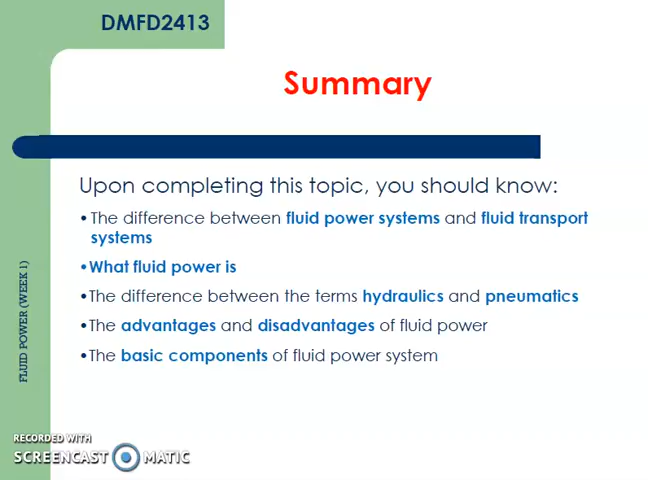 DMFD2413
Summary
Upon completing this topic, you should know:
•The difference between fluid power systems and fluid transport
systems
•What fluid power is
•The difference between the terms hydraulics and pneumatics
•The advantages and disadvantages of fluid power
•The basic components of fluid power system
FLUID POWER (WEEK 1)
RECORDED WITH
SCREENCAST MATIC